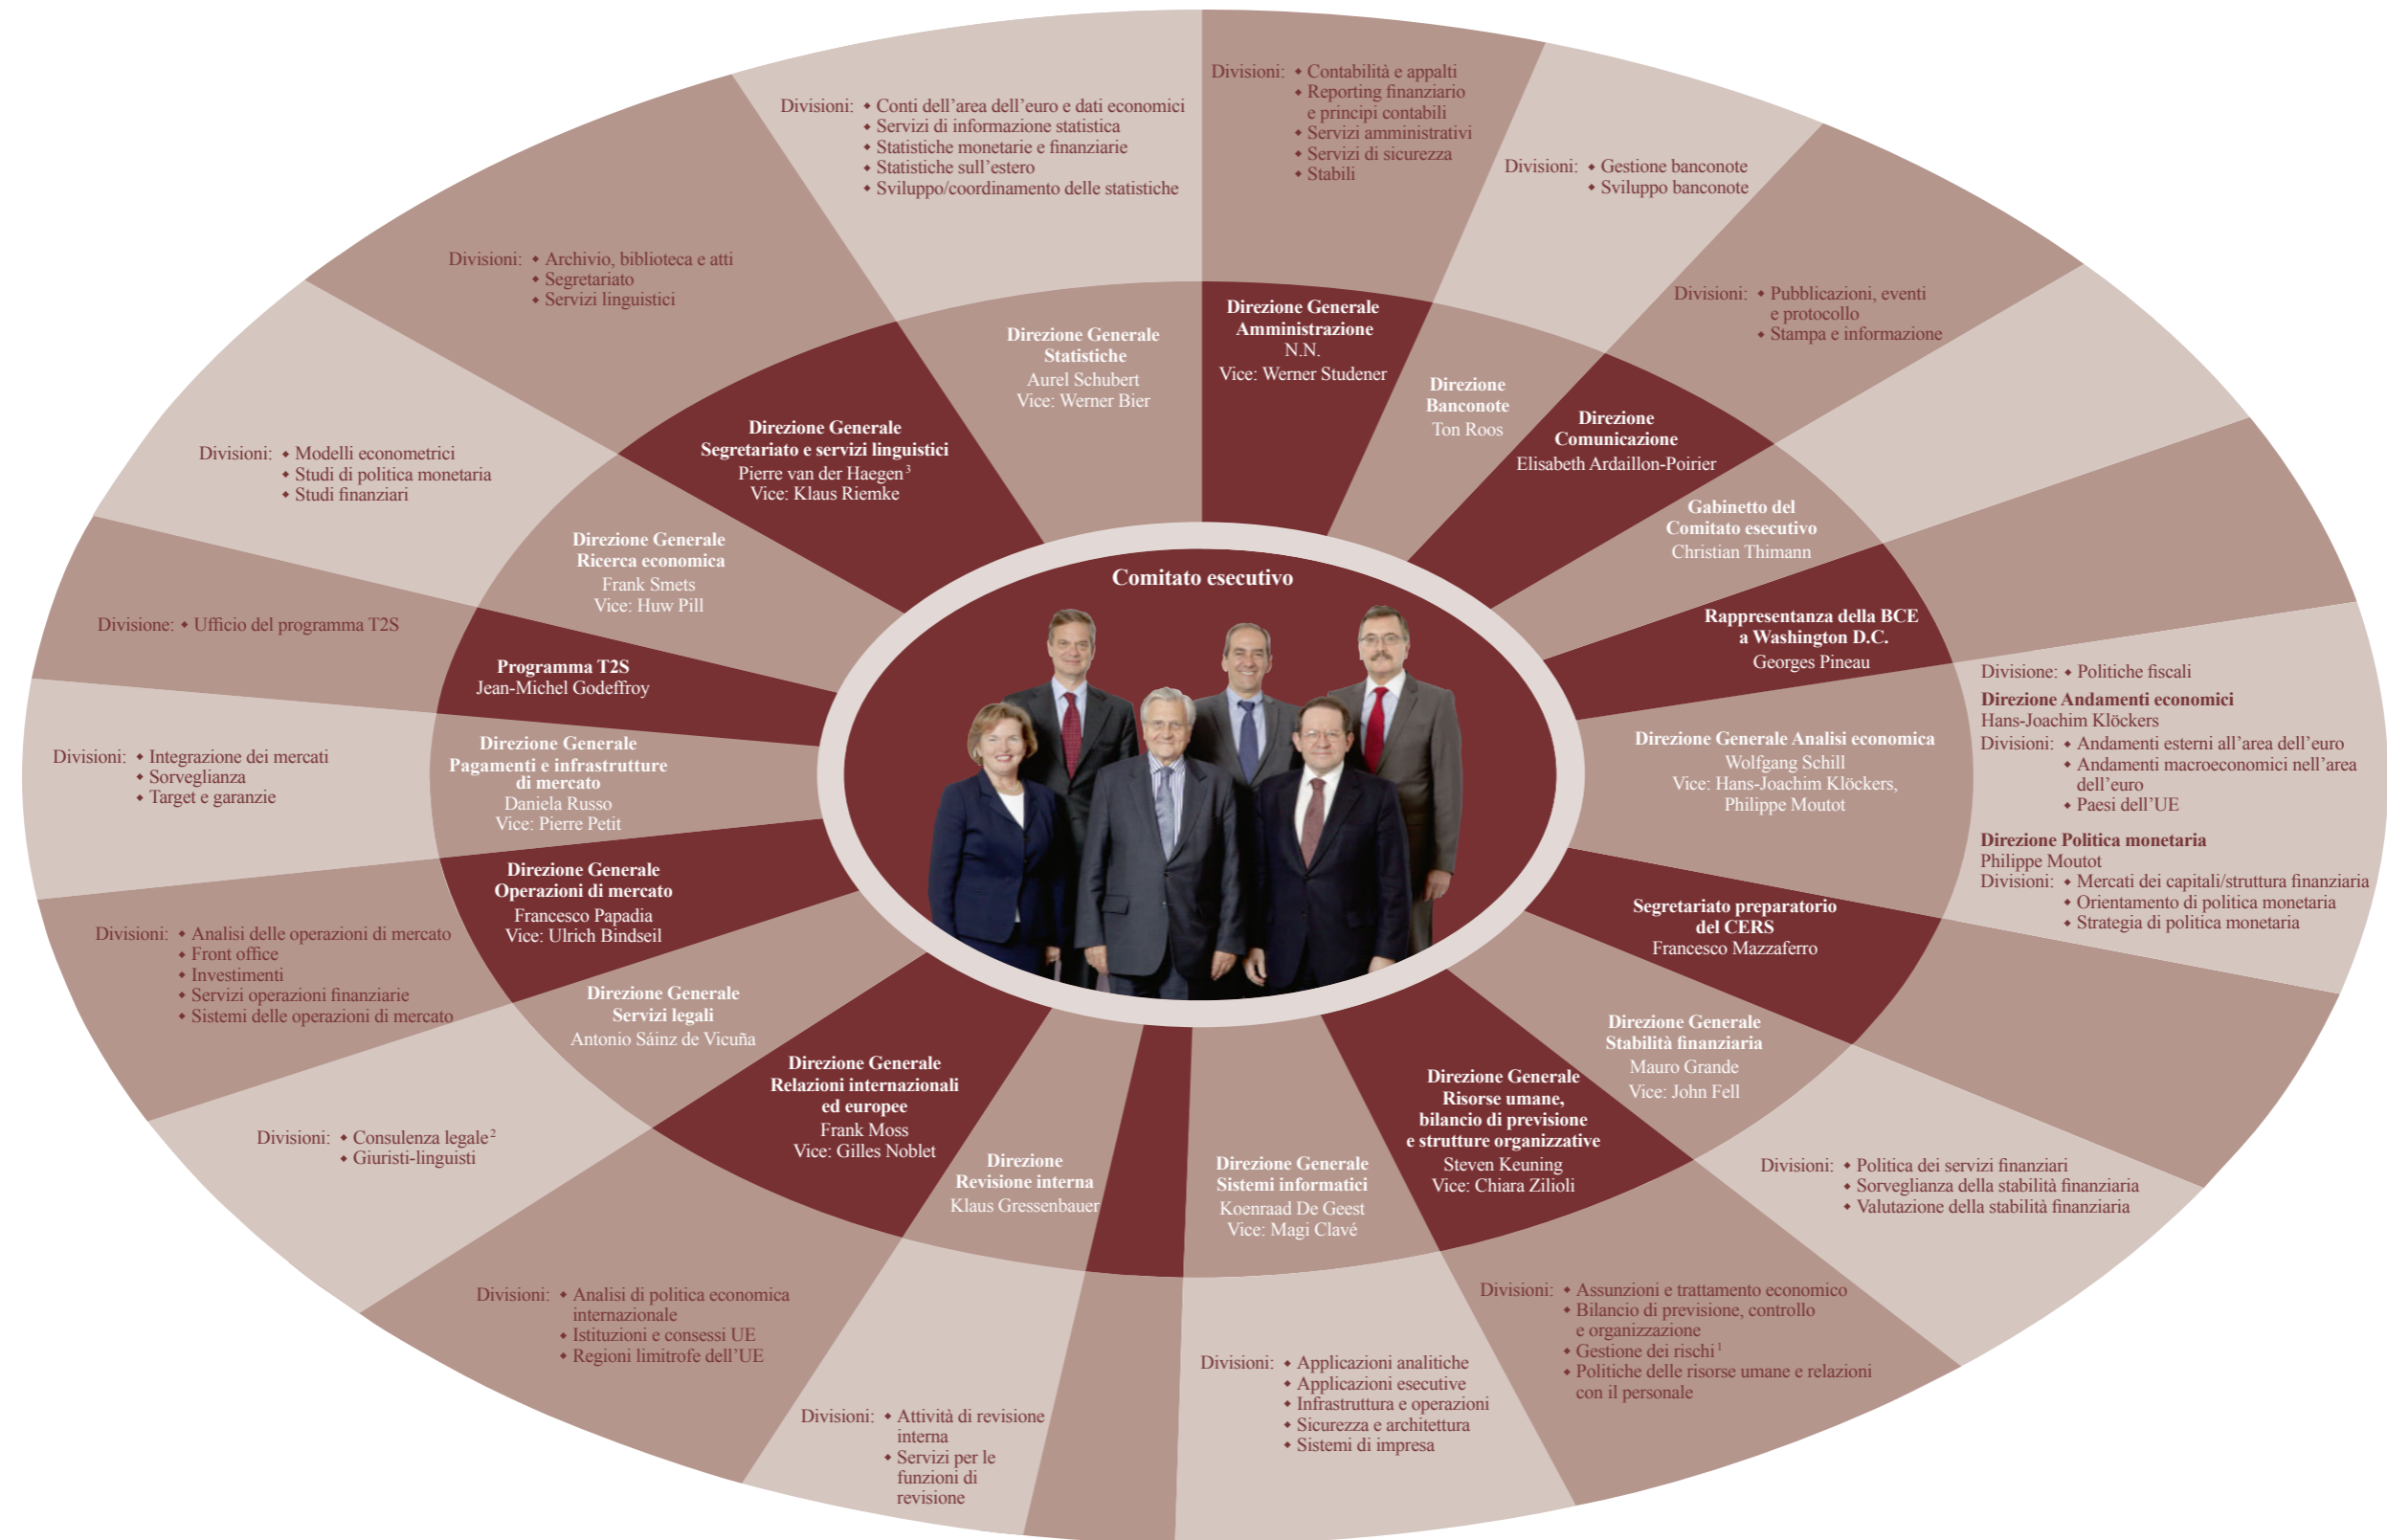 Comitato esecutivo
Direzione Generale
Amministrazione
N.N.
Vice: Werner Studener
Divisioni: ◆ Contabilità e appalti
◆ Reporting finanziario
e principi contabili
◆ Servizi amministrativi
◆ Servizi di sicurezza
◆ Stabili
Direzione
Banconote
Ton Roos
Divisioni: ◆ Gestione banconote
◆ Sviluppo banconote
Direzione
Comunicazione
Elisabeth Ardaillon-Poirier
Divisioni: ◆ Pubblicazioni, eventi
e protocollo
◆ Stampa e informazione
Gabinetto del
Comitato esecutivo
Christian Thimann
Rappresentanza della BCE
a Washington D.C.
Georges Pineau
Direzione Generale Analisi economica
Wolfgang Schill
Vice: Hans-Joachim Klöckers,
Philippe Moutot
Divisione: ◆ Politiche fiscali
Direzione Andamenti economici
Hans-Joachim Klöckers
Divisioni: ◆ Andamenti esterni all'area dell'euro
◆ Andamenti macroeconomici nell'area
dell'euro
◆ Paesi dell'UE
Direzione Politica monetaria
Philippe Moutot
Divisioni: ◆ Mercati dei capitali/struttura finanziaria
◆ Orientamento di politica monetaria
◆ Strategia di politica monetaria
Segretariato preparatorio
del CERS
Francesco Mazzaferro
Direzione Generale
Stabilità finanziaria
Mauro Grande
Vice: John Fell
Divisioni: ◆ Politica dei servizi finanziari
◆ Sorveglianza della stabilità finanziaria
◆ Valutazione della stabilità finanziaria
Direzione Generale
Risorse umane,
bilancio di previsione
e strutture organizzative
Steven Keuning
Vice: Chiara Zilioli
Divisioni: ◆ Assunzioni e trattamento economico
◆ Bilancio di previsione, controllo
e organizzazione
◆ Gestione dei rischi¹
◆ Politiche delle risorse umane e relazioni
con il personale
Direzione Generale
Sistemi informatici
Koenraad De Geest
Vice: Magi Clavé
Divisioni: ◆ Applicazioni analitiche
◆ Applicazioni esecutive
◆ Infrastruttura e operazioni
◆ Sicurezza e architettura
◆ Sistemi di impresa
Direzione
Revisione interna
Klaus Gressenbauer
Divisioni: ◆ Attività di revisione
interna
◆ Servizi per le
funzioni di
revisione
Direzione Generale
Relazioni internazionali
ed europee
Frank Moss
Vice: Gilles Noblet
Divisioni: ◆ Analisi di politica economica
internazionale
◆ Istituzioni e consessi UE
◆ Regioni limitrofe dell'UE
Direzione Generale
Servizi legali
Antonio Sáinz de Vicuña
Divisioni: ◆ Consulenza legale²
◆ Giuristi-linguisti
Direzione Generale
Operazioni di mercato
Francesco Papadia
Vice: Ulrich Bindseil
Divisioni: ◆ Analisi delle operazioni di mercato
◆ Front office
◆ Investimenti
◆ Servizi operazioni finanziarie
◆ Sistemi delle operazioni di mercato
Direzione Generale
Pagamenti e infrastrutture
di mercato
Daniela Russo
Vice: Pierre Petit
Divisioni: ◆ Integrazione dei mercati
◆ Sorveglianza
◆ Target e garanzie
Programma T2S
Jean-Michel Godeffroy
Divisione: ◆ Ufficio del programma T2S
Direzione Generale
Ricerca economica
Frank Smets
Vice: Huw Pill
Divisioni: ◆ Modelli econometrici
◆ Studi di politica monetaria
◆ Studi finanziari
Direzione Generale
Segretariato e servizi linguistici
Pierre van der Haegen³
Vice: Klaus Riemke
Divisioni: ◆ Archivio, biblioteca e atti
◆ Segretariato
◆ Servizi linguistici
Direzione Generale
Statistiche
Aurel Schubert
Vice: Werner Bier
Divisioni: ◆ Conti dell'area dell'euro e dati economici
◆ Servizi di informazione statistica
◆ Statistiche monetarie e finanziarie
◆ Statistiche sull'estero
◆ Sviluppo/coordinamento delle statistiche